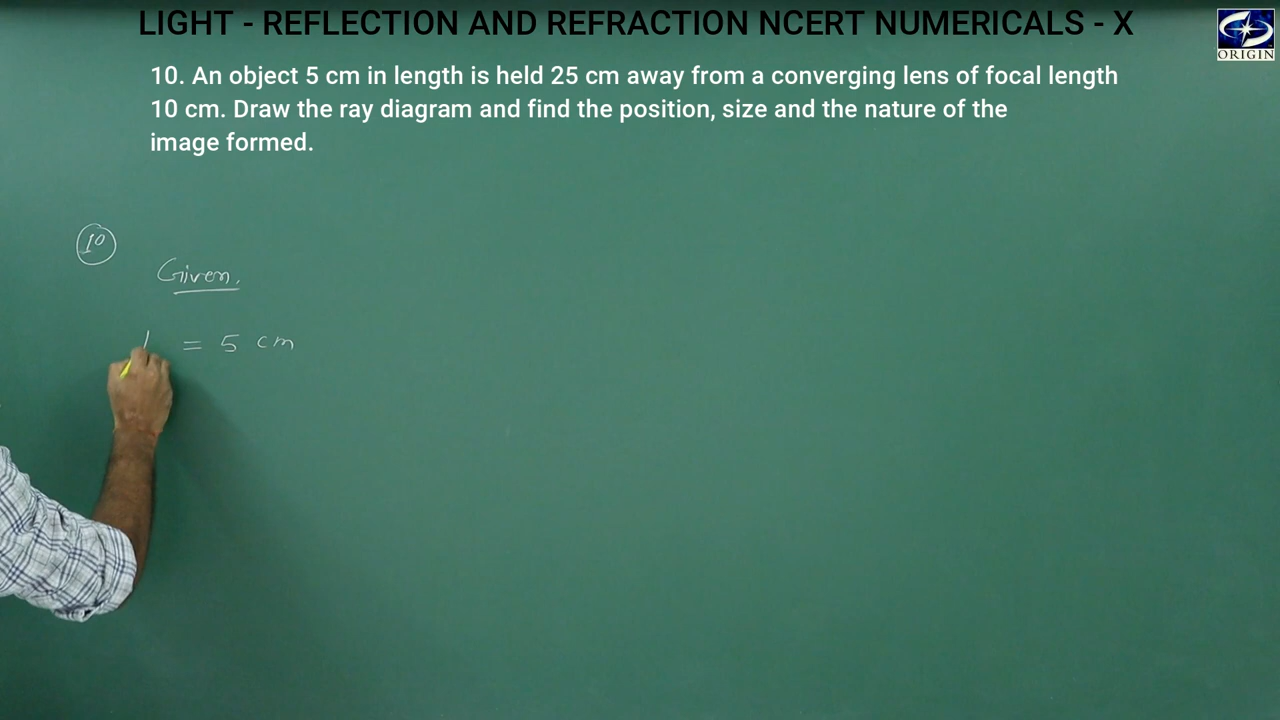 LIGHT - REFLECTION AND REFRACTION NCERT NUMERICALS - X
ORIGIN
10. An object 5 cm in length is held 25 cm away from a converging lens of focal length
10 cm. Draw the ray diagram and find the position, size and the nature of the
image formed.
10
Given,
= 5 cm